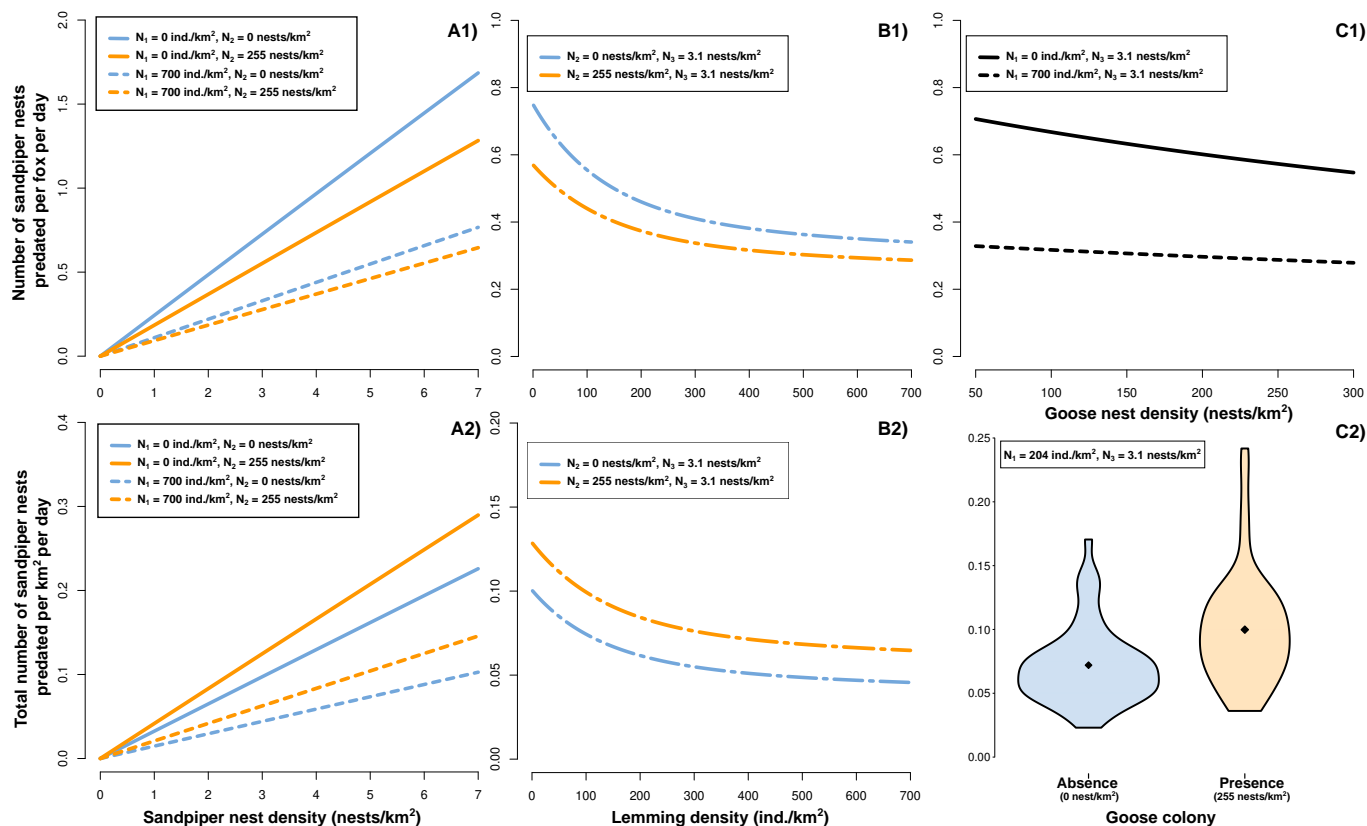 A1)
N₁ = 0 ind./km², N₂ = 0 nests/km²
N₁ = 0 ind./km², N₂ = 255 nests/km²
N₁ = 700 ind./km², N₂ = 0 nests/km²
N₁ = 700 ind./km², N₂ = 255 nests/km²
Number of sandpiper nests
predated per fox per day
0.0 0.5 1.0 1.5 2.0
0 1 2 3 4 5 6 7
B1)
N₂ = 0 nests/km², N₃ = 3.1 nests/km²
N₂ = 255 nests/km², N₃ = 3.1 nests/km²
0.0 0.2 0.4 0.6 0.8 1.0
0 100 200 300 400 500 600 700
C1)
N₁ = 0 ind./km², N₃ = 3.1 nests/km²
N₁ = 700 ind./km², N₃ = 3.1 nests/km²
0.0 0.2 0.4 0.6 0.8 1.0
50 100 150 200 250 300
Goose nest density (nests/km²)
A2)
N₁ = 0 ind./km², N₂ = 0 nests/km²
N₁ = 0 ind./km², N₂ = 255 nests/km²
N₁ = 700 ind./km², N₂ = 0 nests/km²
N₁ = 700 ind./km², N₂ = 255 nests/km²
Total number of sandpiper nests
predated per km² per day
0.0 0.1 0.2 0.3 0.4
0 1 2 3 4 5 6 7
Sandpiper nest density (nests/km²)
B2)
N₂ = 0 nests/km², N₃ = 3.1 nests/km²
N₂ = 255 nests/km², N₃ = 3.1 nests/km²
0.00 0.05 0.10 0.15 0.20
0 100 200 300 400 500 600 700
Lemming density (ind./km²)
C2)
N₁ = 204 ind./km², N₃ = 3.1 nests/km²
0.25
0.20
0.15
0.10
0.05
0.00
Absence Presence
(0 nest/km²) (255 nests/km²)
Goose colony